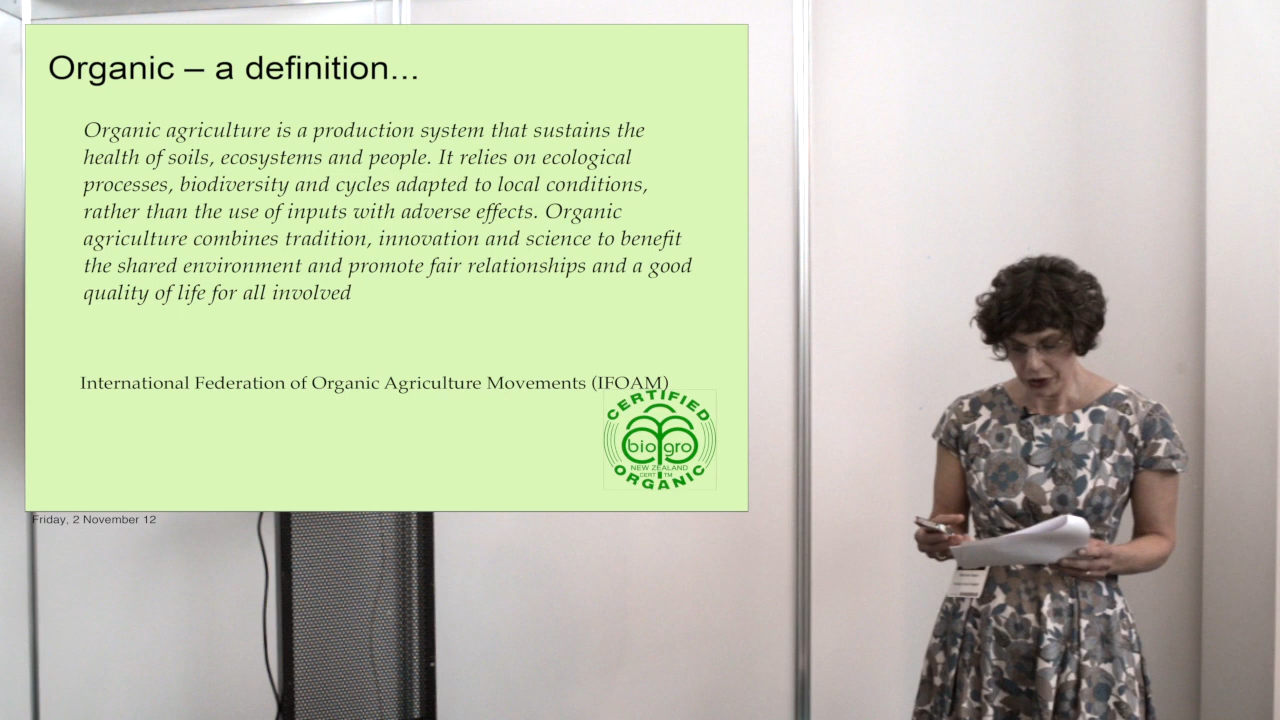 Organic – a definition...
Organic agriculture is a production system that sustains the
health of soils, ecosystems and people. It relies on ecological
processes, biodiversity and cycles adapted to local conditions,
rather than the use of inputs with adverse effects. Organic
agriculture combines tradition, innovation and science to benefit
the shared environment and promote fair relationships and a good
quality of life for all involved
International Federation of Organic Agriculture Movements (IFOAM)
CERTIFIED
bio gro
NEW ZEALAND
CERT TM
ORGANIC
Friday, 2 November 12